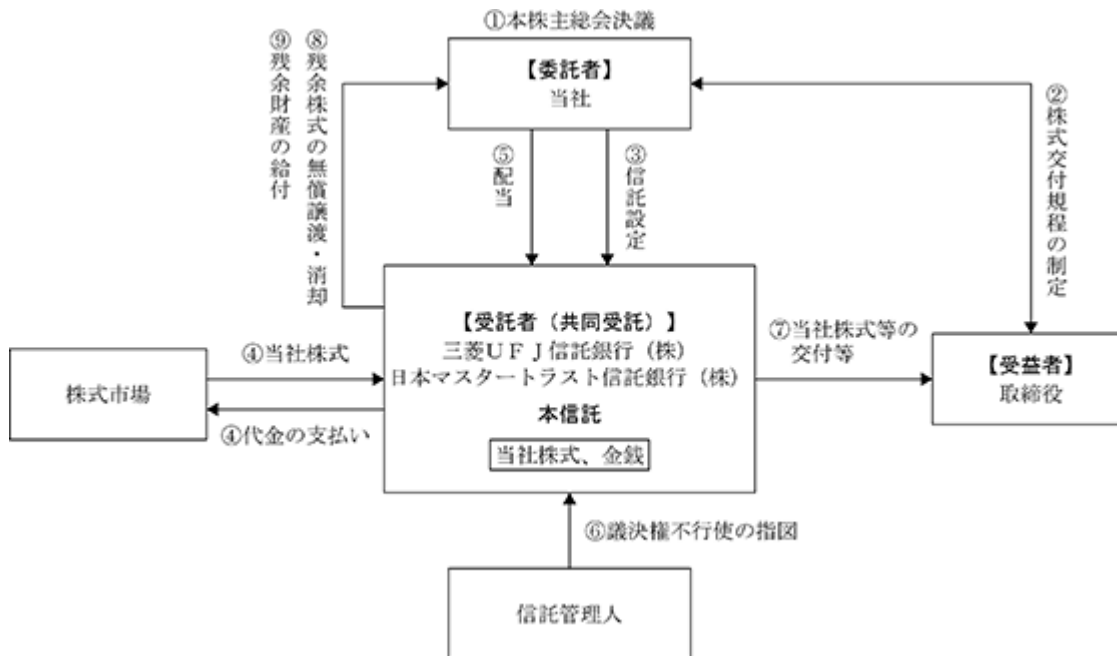 ①本株主総会決議
【委託者】
当社
⑨残余財産の給付
⑧残余株式の無償譲渡・消却
⑤配当
③信託設定
②株式交付規程の制定
【受託者（共同受託）】
三菱ＵＦＪ信託銀行（株）
日本マスタートラスト信託銀行（株）
本信託
当社株式、金銭
④当社株式
株式市場
④代金の支払い
⑦当社株式等の
交付等
【受益者】
取締役
⑥議決権不行使の指図
信託管理人